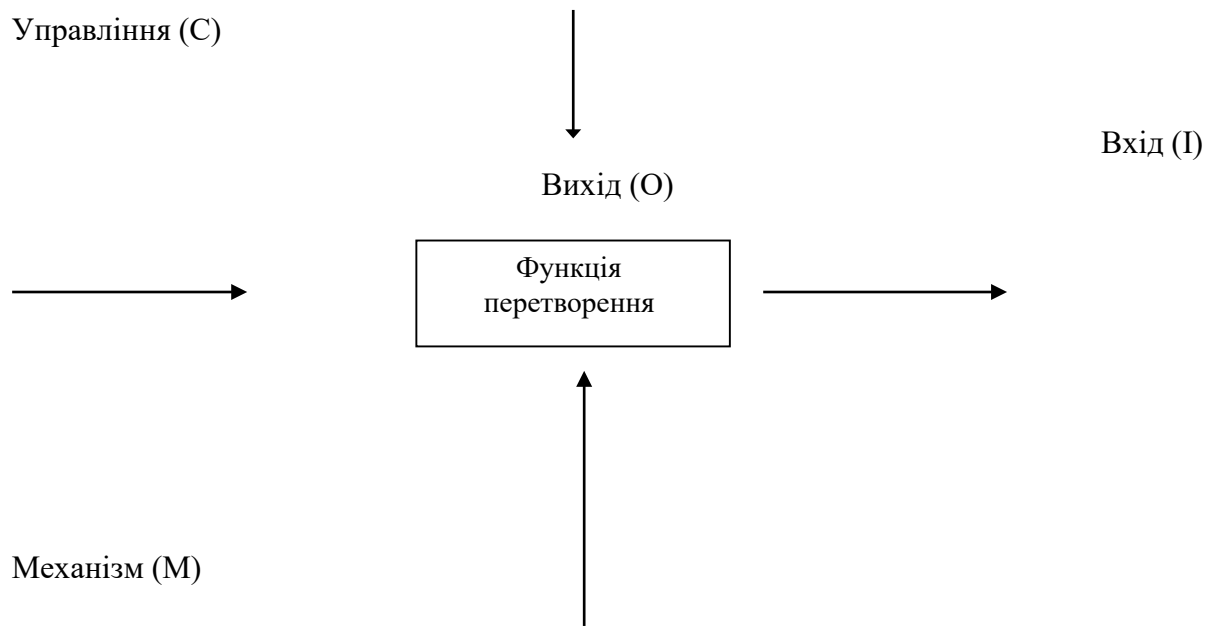 Управління (С)
Вхід (І)
Вихід (О)
Функція
перетворення
Механізм (М)